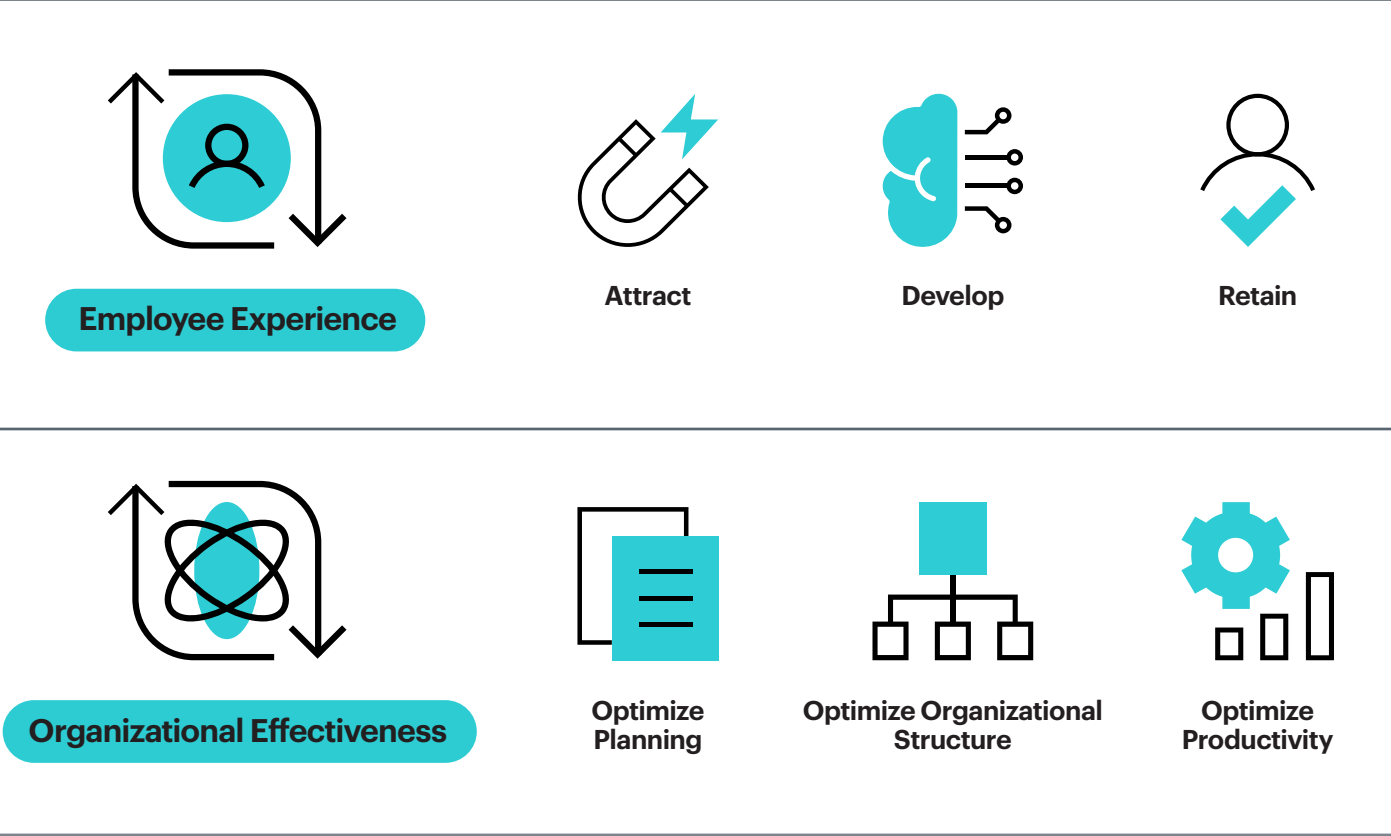 Attract
Develop
Retain
Employee Experience
Optimize
Planning
Optimize Organizational
Structure
Optimize
Productivity
Organizational Effectiveness